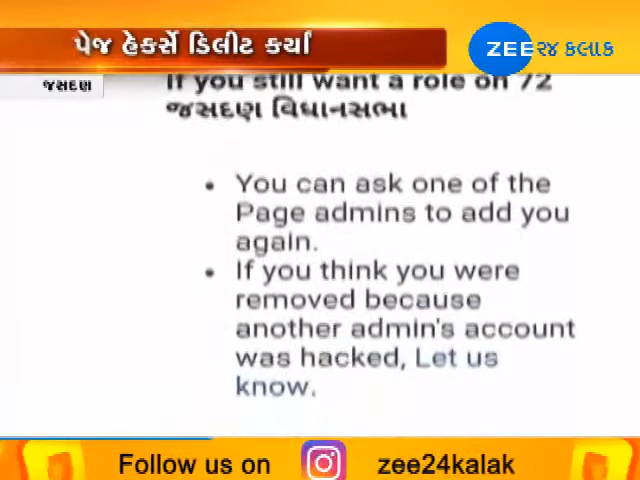 પેજ હેકર્સે ડિલીટ કર્યાં
ZEE ૨૪ કલાક
જસદણ
If you still want a role on 72
જસદણ વિધાનસભા
• You can ask one of the
Page admins to add you
again.
• If you think you were
removed because
another admin's account
was hacked, Let us
know.
Follow us on zee24kalak